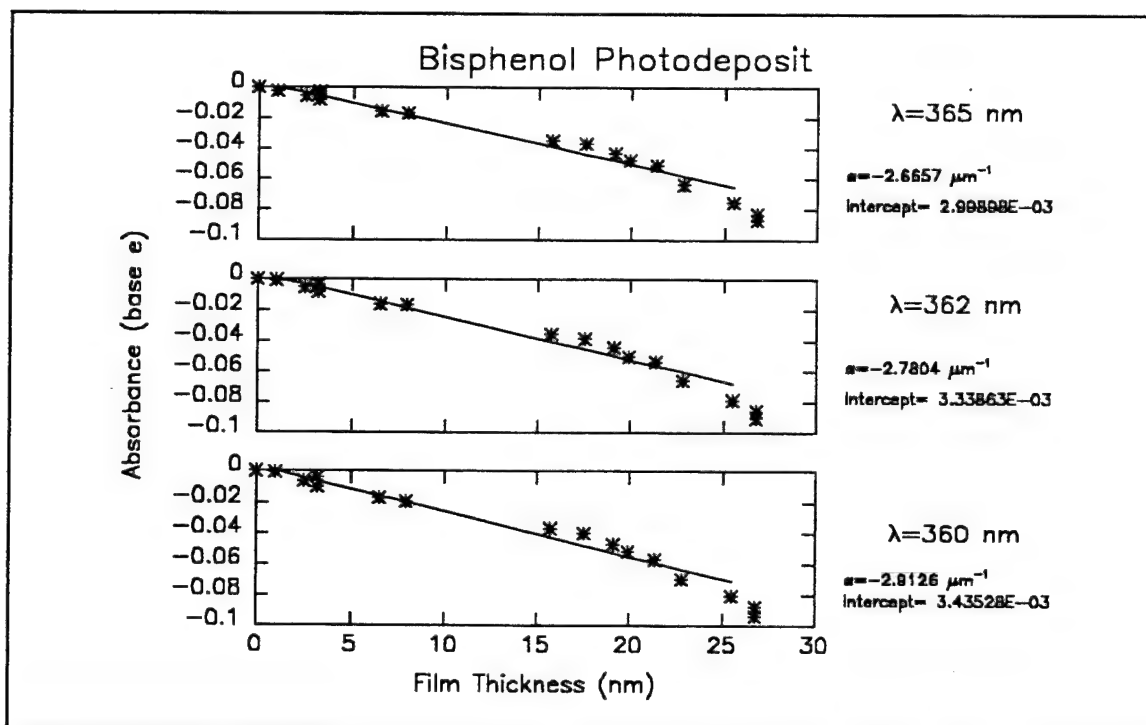 Bisphenol Photodeposit
Absorbance (base e)
0
−0.02
−0.04
−0.06
−0.08
−0.1
λ=365 nm
α=−2.6657 μm⁻¹
Intercept= 2.99898E−03
0
−0.02
−0.04
−0.06
−0.08
−0.1
λ=362 nm
α=−2.7804 μm⁻¹
Intercept= 3.33863E−03
0
−0.02
−0.04
−0.06
−0.08
−0.1
λ=360 nm
α=−2.9126 μm⁻¹
Intercept= 3.43528E−03
0 5 10 15 20 25 30
Film Thickness (nm)